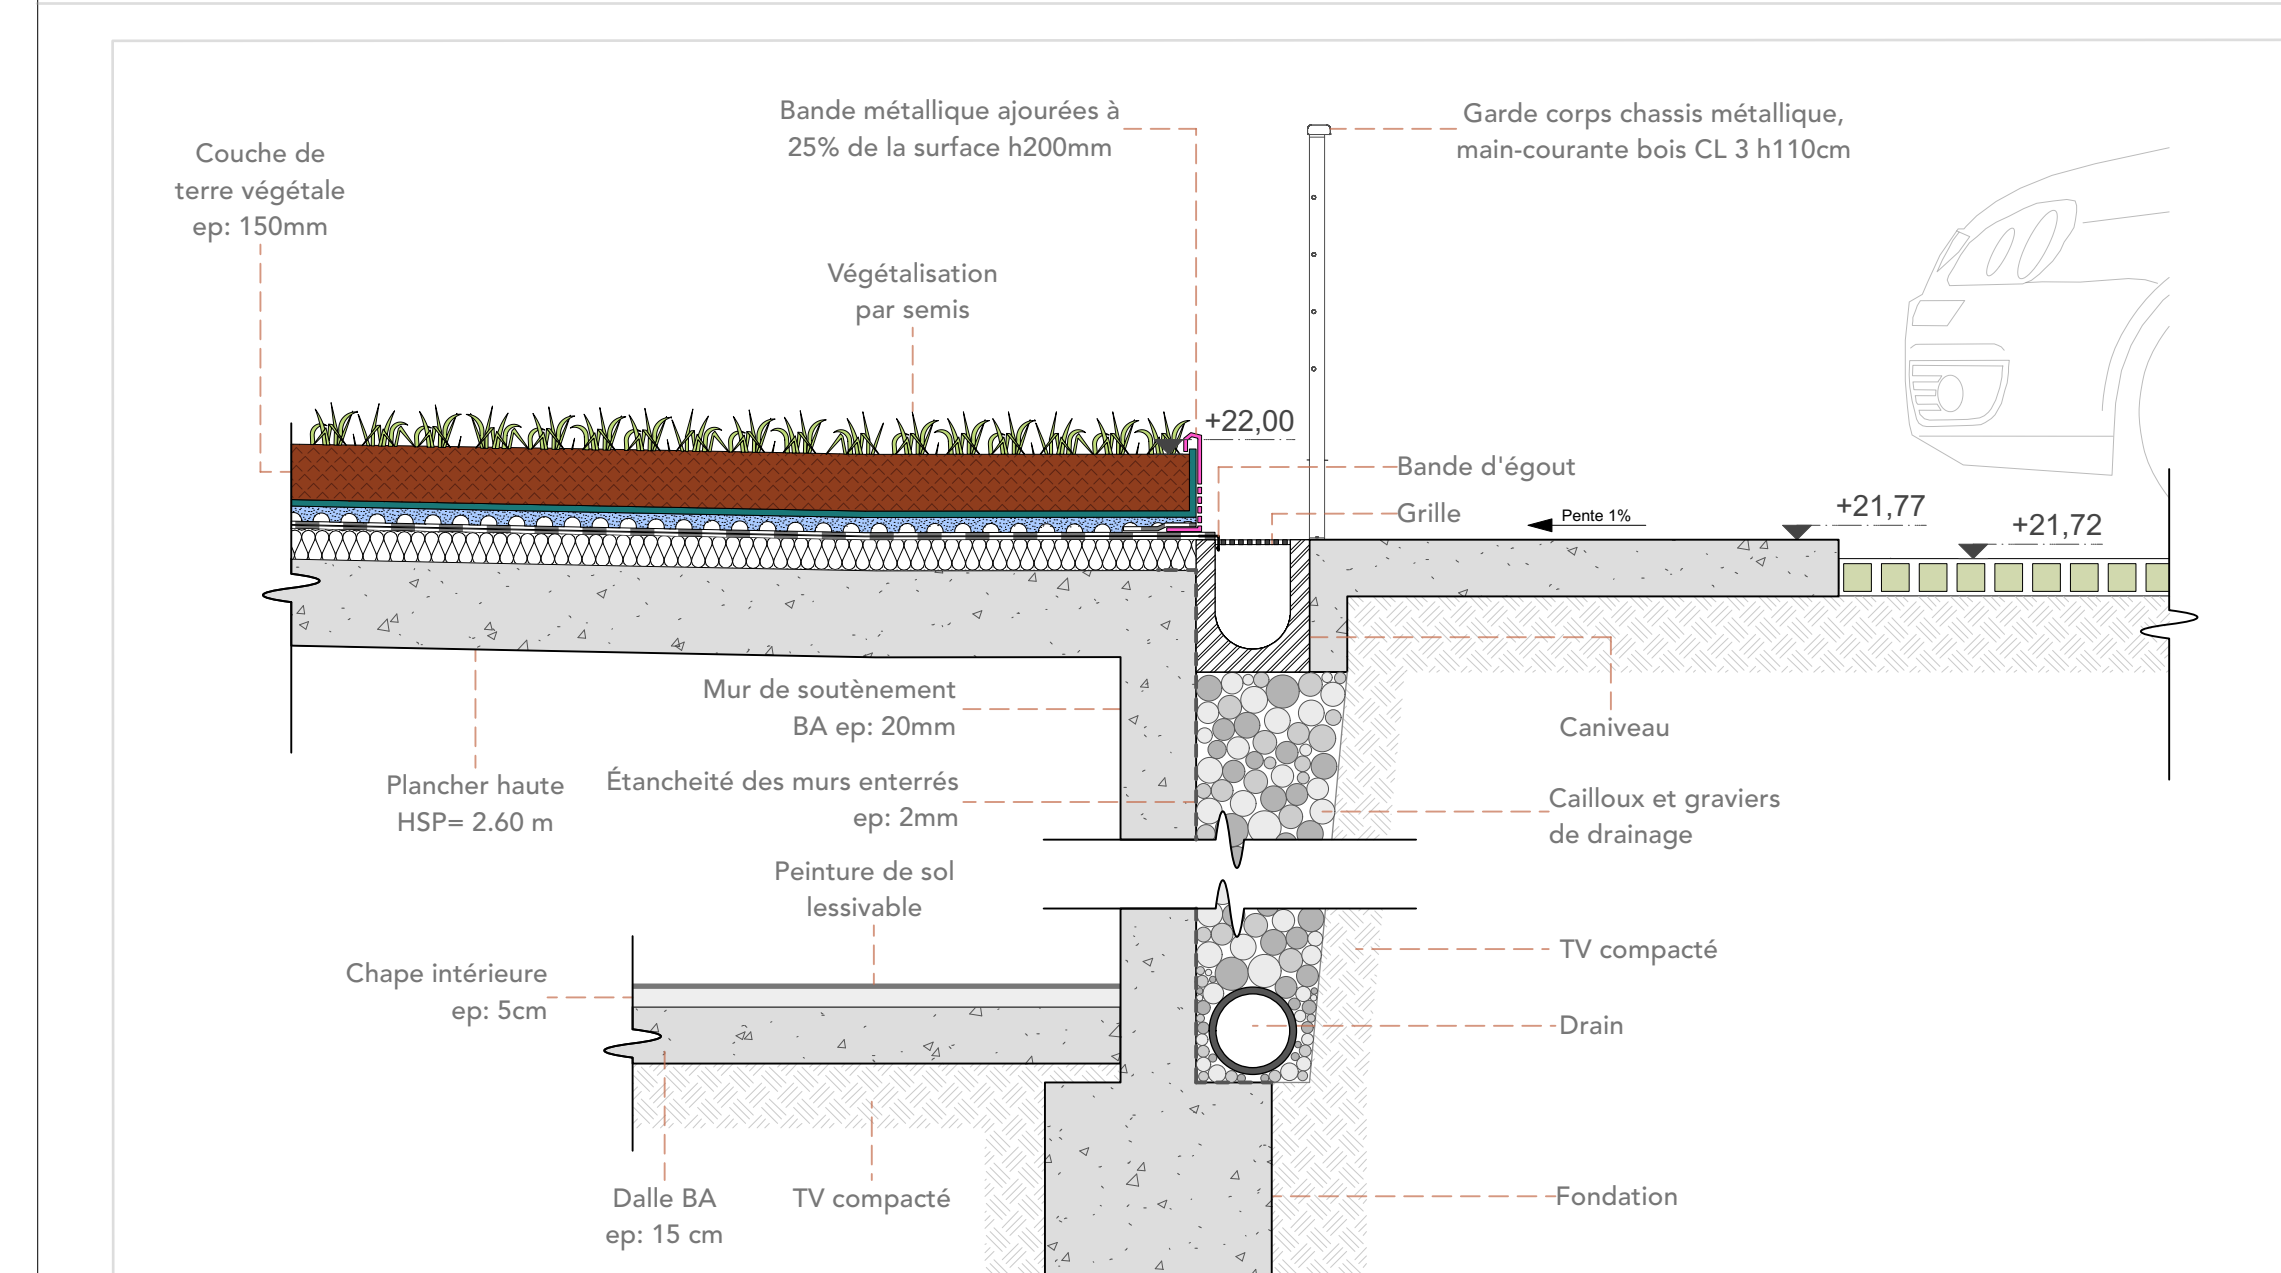 Bande métallique ajourées à
25% de la surface h200mm
Garde corps chassis métallique,
main-courante bois CL 3 h110cm
Couche de
terre végétale
ep: 150mm
Végétalisation
par semis
+22,00
Bande d'égout
Grille
Pente 1%
+21,77
+21,72
Mur de soutènement
BA ep: 20mm
Caniveau
Plancher haute
HSP= 2.60 m
Étancheité des murs enterrés
ep: 2mm
Cailloux et graviers
de drainage
Peinture de sol
lessivable
Chape intérieure
ep: 5cm
TV compacté
Drain
Dalle BA
ep: 15 cm
TV compacté
Fondation